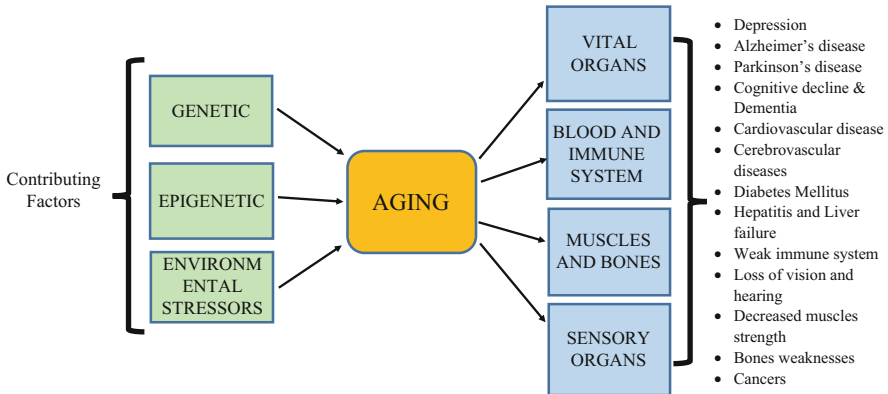 Contributing
Factors
GENETIC
EPIGENETIC
ENVIRONM
ENTAL
STRESSORS
AGING
VITAL
ORGANS
BLOOD AND
IMMUNE
SYSTEM
MUSCLES
AND BONES
SENSORY
ORGANS
• Depression
• Alzheimer's disease
• Parkinson's disease
• Cognitive decline &
Dementia
• Cardiovascular disease
• Cerebrovascular
diseases
• Diabetes Mellitus
• Hepatitis and Liver
failure
• Weak immune system
• Loss of vision and
hearing
• Decreased muscles
strength
• Bones weaknesses
• Cancers